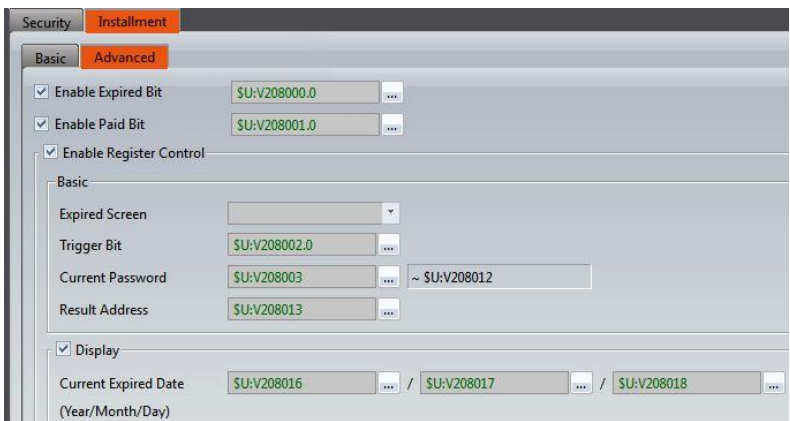 Security Installment
Basic Advanced
Enable Expired Bit $U:V208000.0 ...
Enable Paid Bit $U:V208001.0 ...
Enable Register Control
Basic
Expired Screen
Trigger Bit $U:V208002.0 ...
Current Password $U:V208003 ... ~ $U:V208012
Result Address $U:V208013 ...
Display
Current Expired Date $U:V208016 ... / $U:V208017 ... / $U:V208018 ...
(Year/Month/Day)